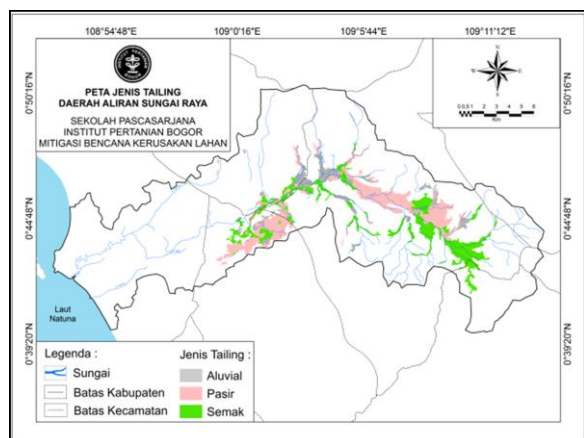 108°54'48"E 109°0'16"E 109°5'44"E 109°11'12"E
PETA JENIS TAILING
DAERAH ALIRAN SUNGAI RAYA
SEKOLAH PASCASARJANA
INSTITUT PERTANIAN BOGOR
MITIGASI BENCANA KERUSAKAN LAHAN
N
Km
0°50'16"N
0°50'16"N
0°44'48"N
0°44'48"N
0°39'20"N
0°39'20"N
Laut
Natuna
Legenda :
Sungai
Batas Kabupaten
Batas Kecamatan
Jenis Tailing :
Aluvial
Pasir
Semak